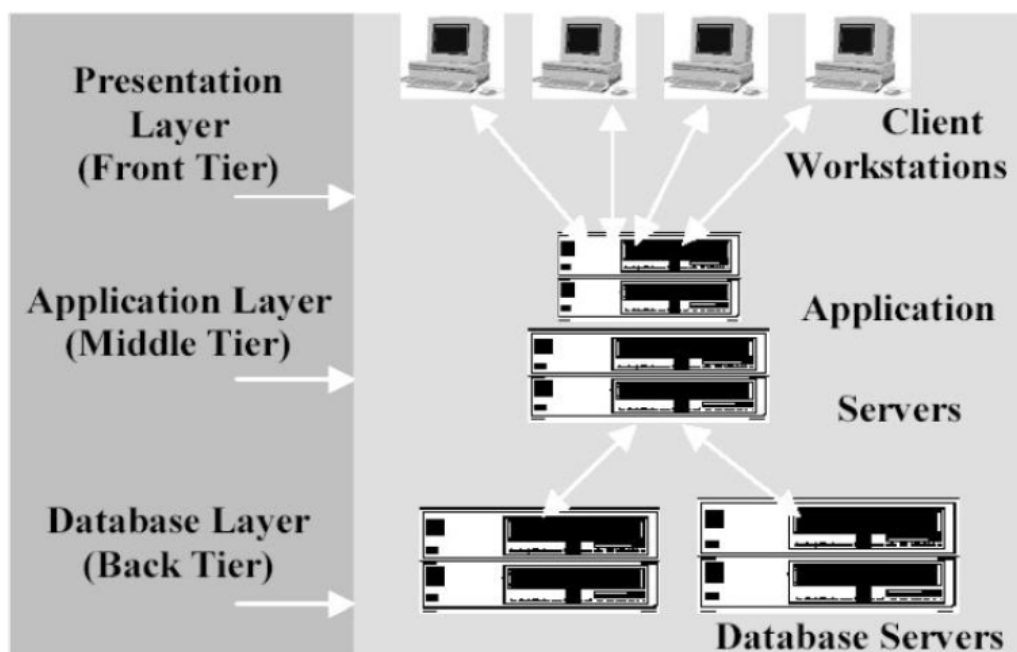 Presentation
Layer
(Front Tier)
Client
Workstations
Application Layer
(Middle Tier)
Application
Servers
Database Layer
(Back Tier)
Database Servers